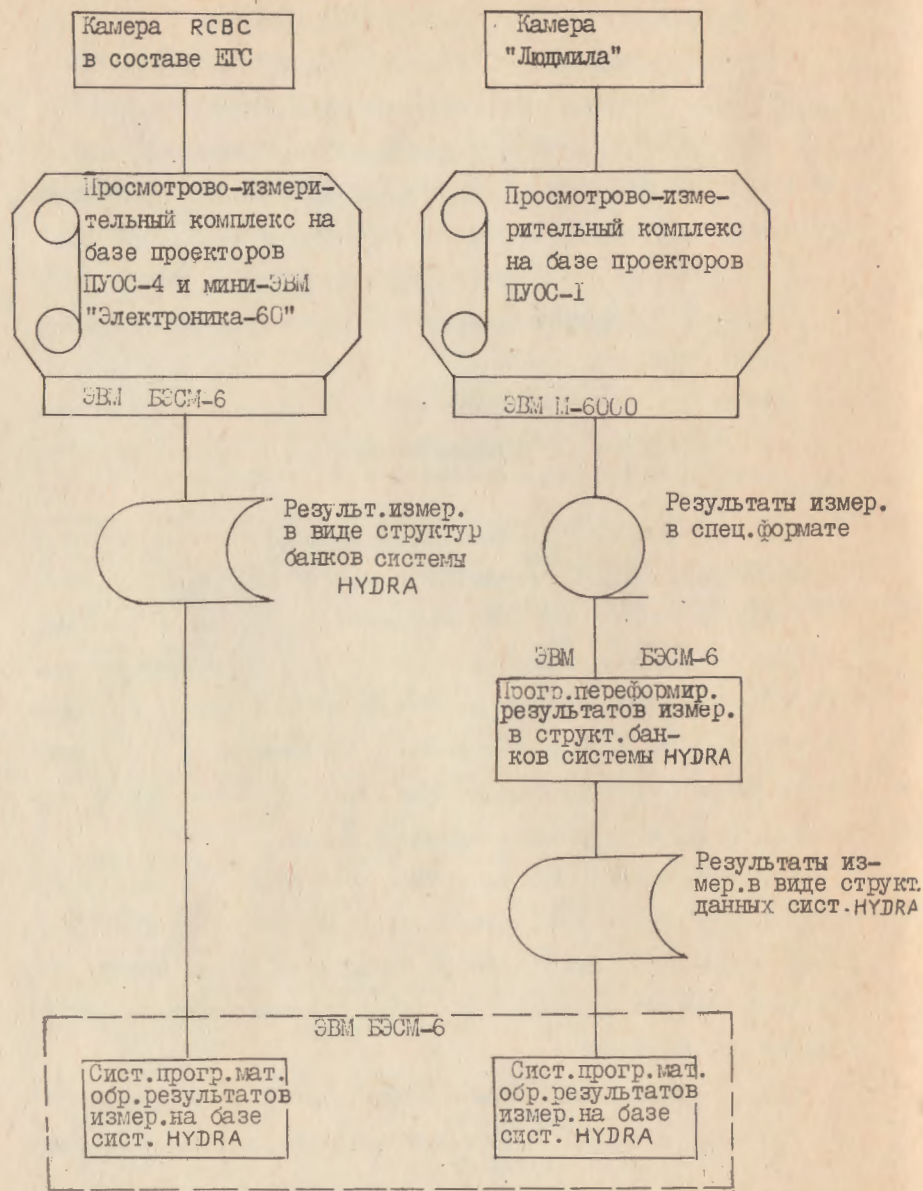 Камера RCBC
в составе ЕГС
Камера
"Людмила"
Просмотрово-измери-
тельный комплекс на
базе проекторов
ПУОС-4 и мини-ЭВМ
"Электроника-60"
ЭВМ БЭСМ-6
Просмотрово-изме-
рительный комплекс
на базе проекторов
ПУОС-1
ЭВМ М-6000
Результ.измер.
в виде структур
банков системы
HYDRA
Результаты измер.
в спец.формате
ЭВМ БЭСМ-6
Прогр.переформир.
результатов измер.
в структ.бан-
ков системы HYDRA
Результаты из-
мер.в виде структ.
данных сист.HYDRA
ЭВМ БЭСМ-6
Сист.прогр.мат.
обр.результатов
измер.на базе
сист. HYDRA
Сист.прогр.мат.
обр.результатов
измер.на базе
сист. HYDRA